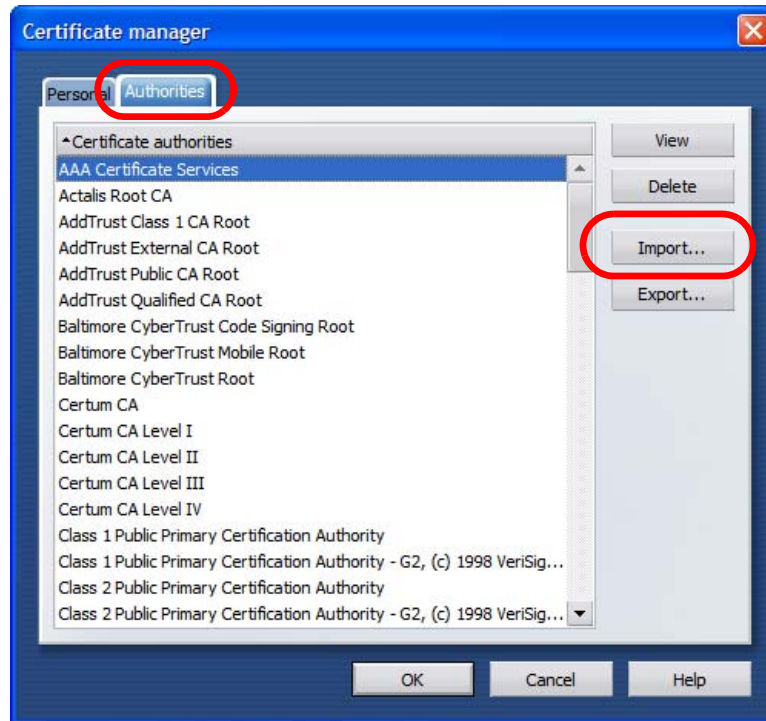 Certificate manager
Personal
Authorities
Certificate authorities
View
AAA Certificate Services
Delete
Actalis Root CA
AddTrust Class 1 CA Root
AddTrust External CA Root
Import...
AddTrust Public CA Root
AddTrust Qualified CA Root
Export...
Baltimore CyberTrust Code Signing Root
Baltimore CyberTrust Mobile Root
Baltimore CyberTrust Root
Certum CA
Certum CA Level I
Certum CA Level II
Certum CA Level III
Certum CA Level IV
Class 1 Public Primary Certification Authority
Class 1 Public Primary Certification Authority - G2, (c) 1998 VeriSig...
Class 2 Public Primary Certification Authority
Class 2 Public Primary Certification Authority - G2, (c) 1998 VeriSig...
OK
Cancel
Help